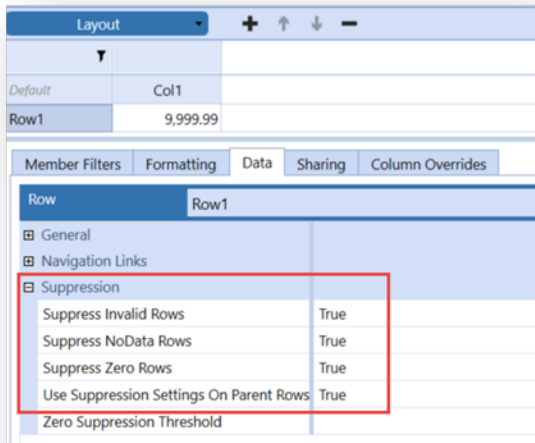 Layout
Default Col1
Row1 9,999.99
Member Filters Formatting Data Sharing Column Overrides
Row Row1
General
Navigation Links
Suppression
Suppress Invalid Rows True
Suppress NoData Rows True
Suppress Zero Rows True
Use Suppression Settings On Parent Rows True
Zero Suppression Threshold